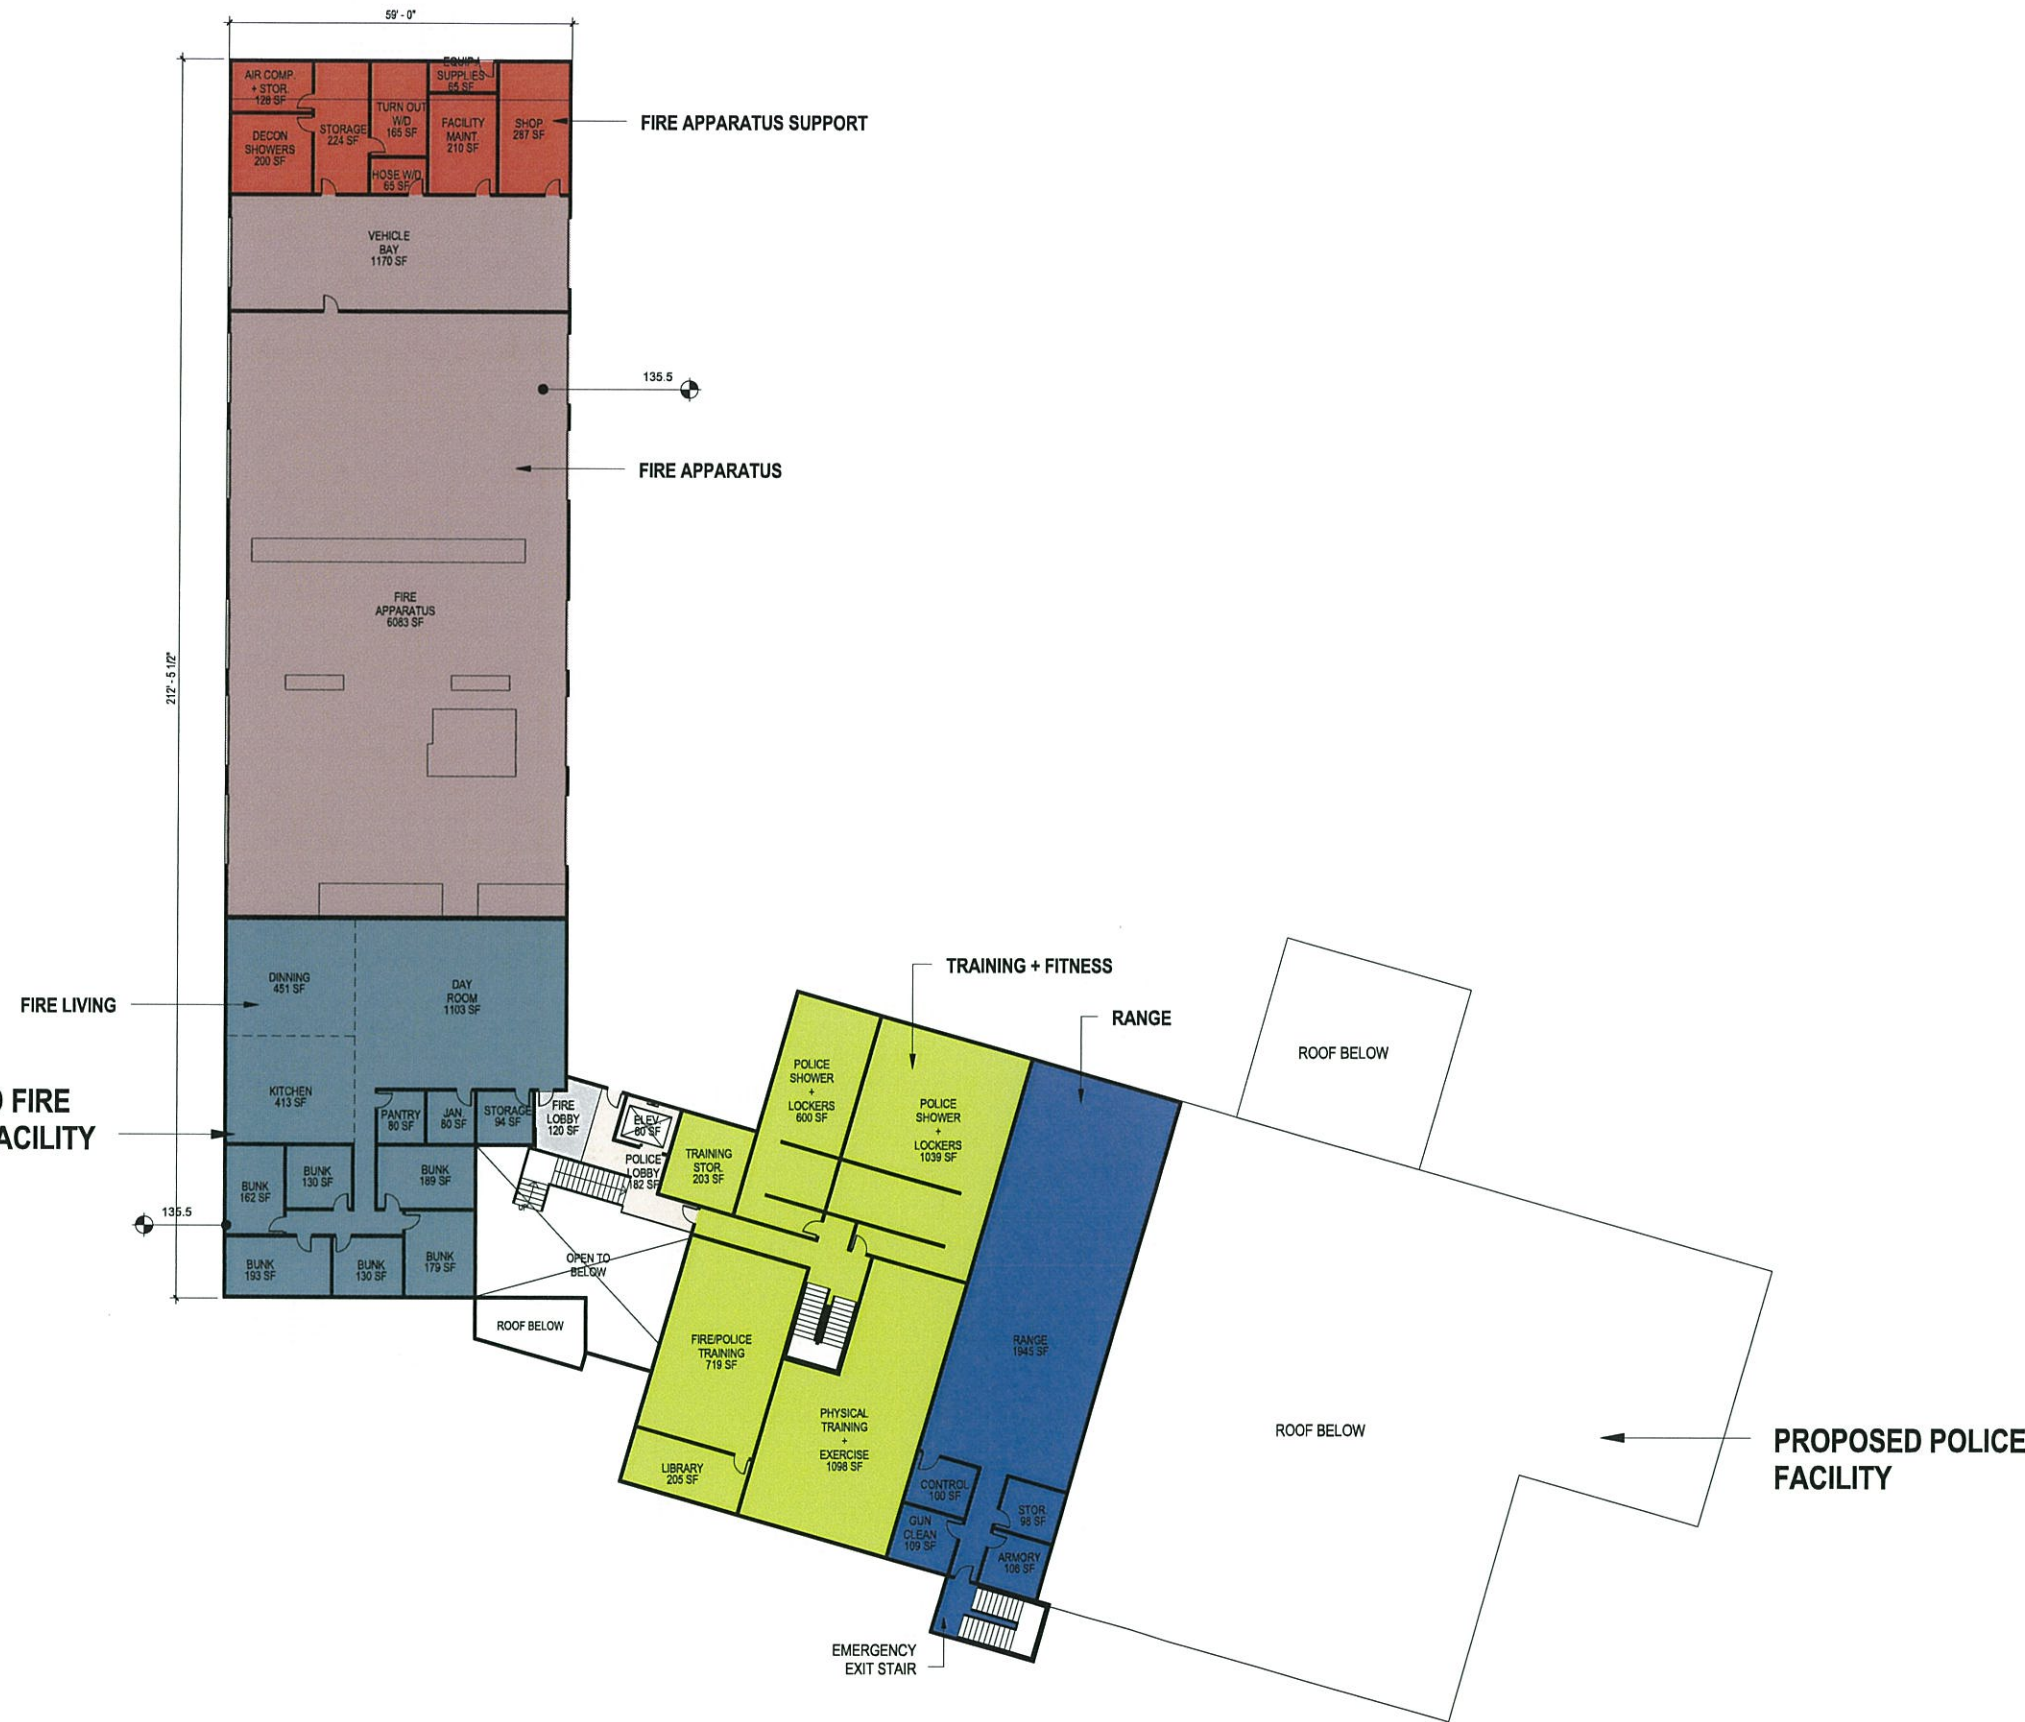 59' - 0"
AIR COMP.
+ STOR.
128 SF
DECON
SHOWERS
200 SF
STORAGE
224 SF
TURN OUT
W/D
165 SF
HOSE W/D
65 SF
EQUIP./
SUPPLIES
65 SF
FACILITY
MAINT.
210 SF
SHOP
287 SF
FIRE APPARATUS SUPPORT
VEHICLE
BAY
1170 SF
135.5
FIRE APPARATUS
FIRE
APPARATUS
6083 SF
212' - 5 1/2"
FIRE LIVING
DINNING
451 SF
DAY
ROOM
1103 SF
FIRE
ACILITY
KITCHEN
413 SF
PANTRY
80 SF
JAN.
80 SF
STORAGE
94 SF
FIRE
LOBBY
120 SF
ELEV.
80 SF
POLICE
LOBBY
182 SF
TRAINING
STOR.
203 SF
BUNK
162 SF
BUNK
130 SF
BUNK
189 SF
135.5
BUNK
193 SF
BUNK
130 SF
BUNK
179 SF
OPEN TO
BELOW
ROOF BELOW
TRAINING + FITNESS
RANGE
POLICE
SHOWER
+
LOCKERS
600 SF
POLICE
SHOWER
+
LOCKERS
1039 SF
ROOF BELOW
FIRE/POLICE
TRAINING
719 SF
RANGE
1945 SF
PHYSICAL
TRAINING
+
EXERCISE
1098 SF
LIBRARY
205 SF
CONTROL
100 SF
GUN
CLEAN
109 SF
STOR.
98 SF
ARMORY
106 SF
EMERGENCY
EXIT STAIR
ROOF BELOW
PROPOSED POLICE
FACILITY